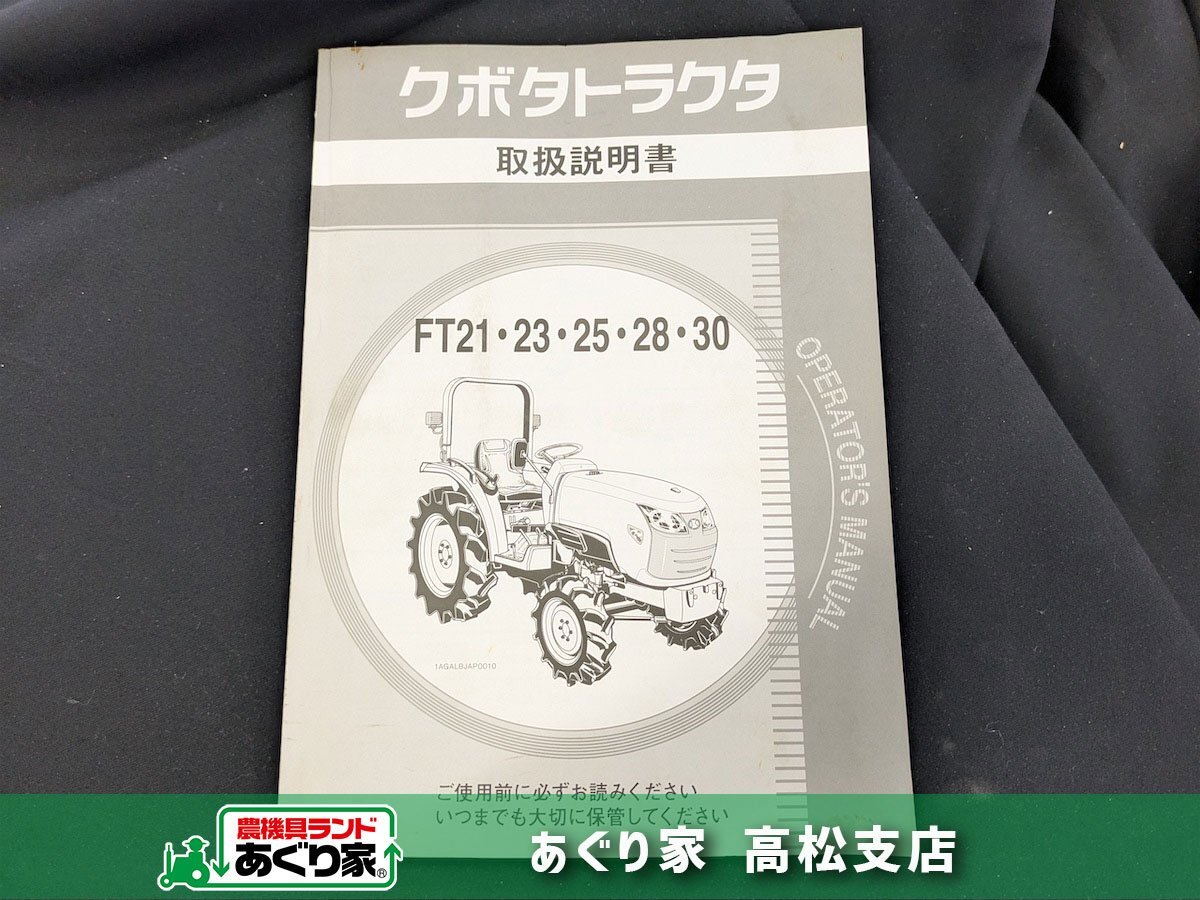 クボタトラクタ
取扱説明書
FT21・23・25・28・30
OPERATOR'S MANUAL
1AGALBJAP0010
ご使用前に必ずお読みください
いつまでも大切に保管してください
農機具ランド
あぐり家®
あぐり家 高松支店